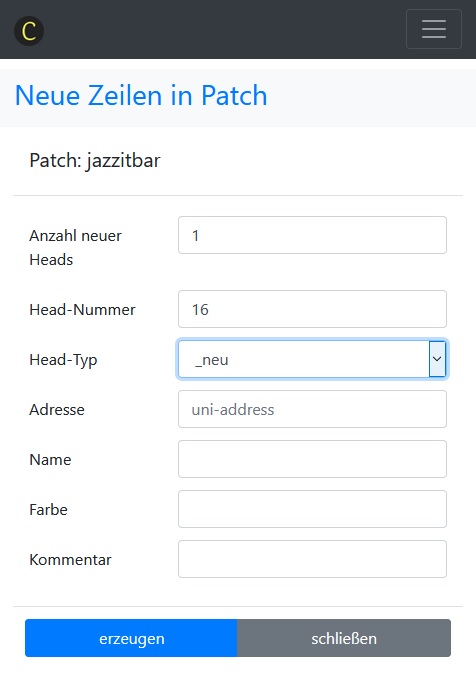 C
Neue Zeilen in Patch
Patch: jazzitbar
Anzahl neuer
Heads
1
Head-Nummer
16
Head-Typ
_neu
Adresse
uni-address
Name
Farbe
Kommentar
erzeugen
schließen